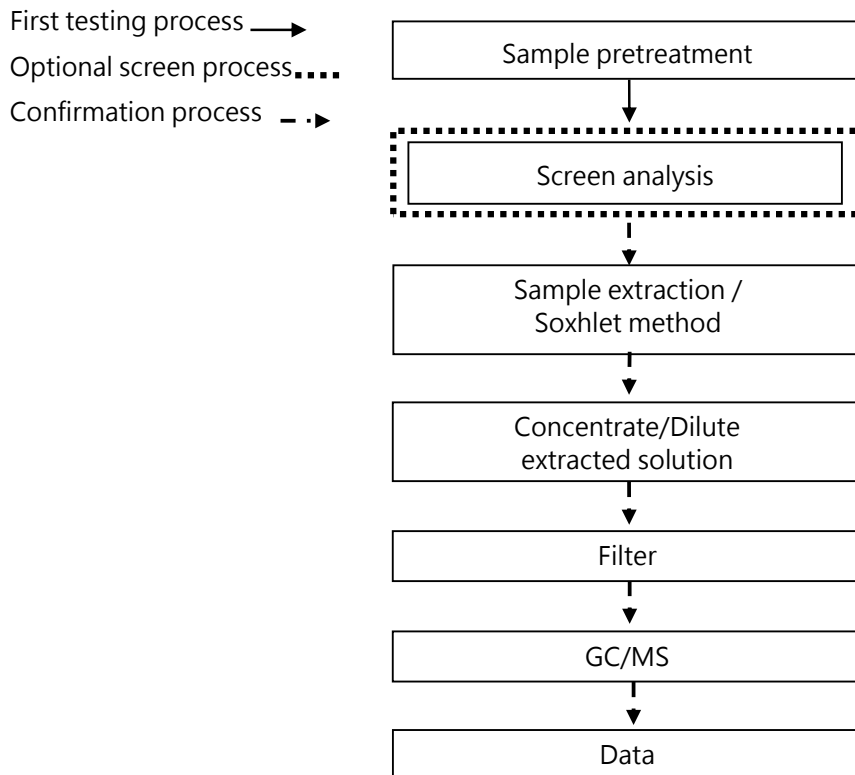 First testing process
Optional screen process
Confirmation process
Sample pretreatment
Screen analysis
Sample extraction /
Soxhlet method
Concentrate/Dilute
extracted solution
Filter
GC/MS
Data